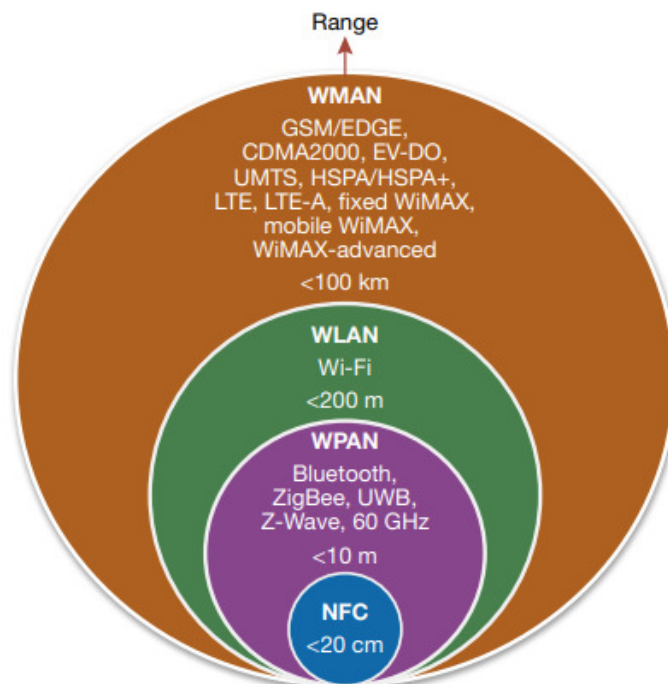 Range
WMAN
GSM/EDGE,
CDMA2000, EV-DO,
UMTS, HSPA/HSPA+,
LTE, LTE-A, fixed WiMAX,
mobile WiMAX,
WiMAX-advanced
<100 km
WLAN
Wi-Fi
<200 m
WPAN
Bluetooth,
ZigBee, UWB,
Z-Wave, 60 GHz
<10 m
NFC
<20 cm